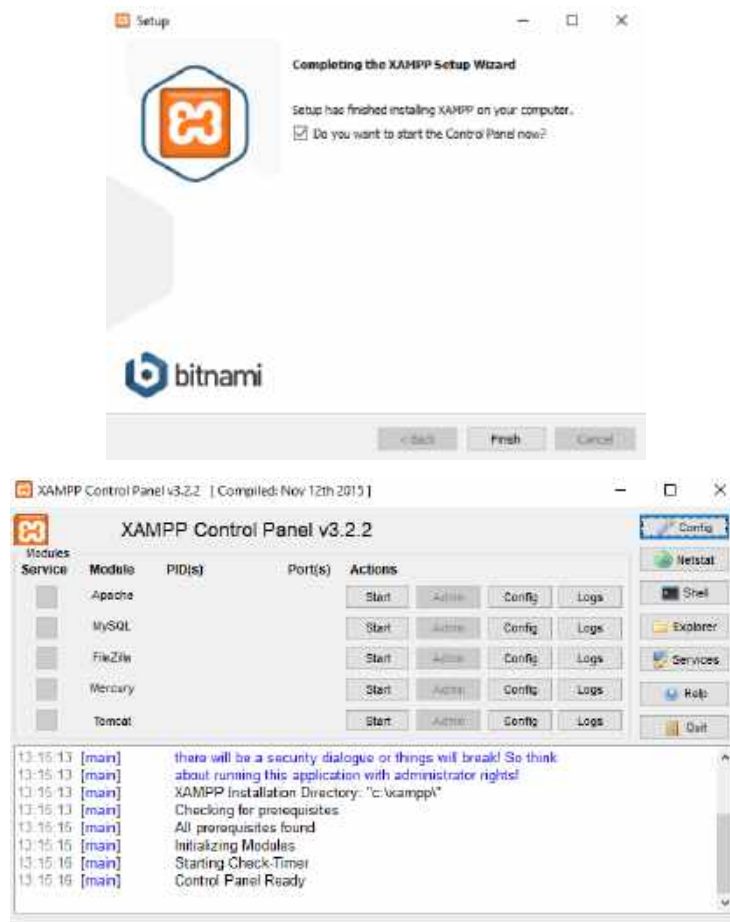 Setup
Completing the XAMPP Setup Wizard
Setup has finished installing XAMPP on your computer.
Do you want to start the Control Panel now?
bitnami
< Back Finish Cancel
XAMPP Control Panel v3.2.2 [ Compiled: Nov 12th 2015 ]
XAMPP Control Panel v3.2.2
Config
Modules
Service Module PID(s) Port(s) Actions
Netstat
Apache Start Admin Config Logs
Shell
MySQL Start Admin Config Logs
Explorer
FileZilla Start Admin Config Logs
Services
Mercury Start Admin Config Logs
Help
Tomcat Start Admin Config Logs
Quit
13:15:13 [main] there will be a security dialogue or things will break! So think
13:15:13 [main] about running this application with administrator rights!
13:15:13 [main] XAMPP Installation Directory: "c:\xampp\"
13:15:13 [main] Checking for prerequisites
13:15:15 [main] All prerequisites found
13:15:15 [main] Initializing Modules
13:15:16 [main] Starting Check-Timer
13:15:16 [main] Control Panel Ready